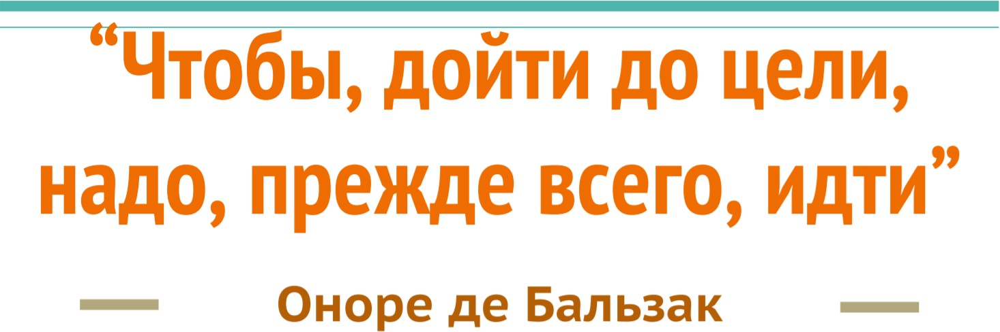 “Чтобы, дойти до цели,
надо, прежде всего, идти”
Оноре де Бальзак